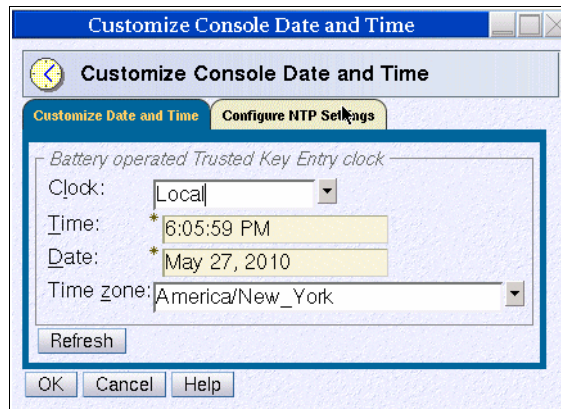 Customize Console Date and Time
Customize Console Date and Time
Customize Date and Time Configure NTP Settings
Battery operated Trusted Key Entry clock
Clock: Local
Time: * 6:05:59 PM
Date: * May 27, 2010
Time zone: America/New_York
Refresh
OK Cancel Help